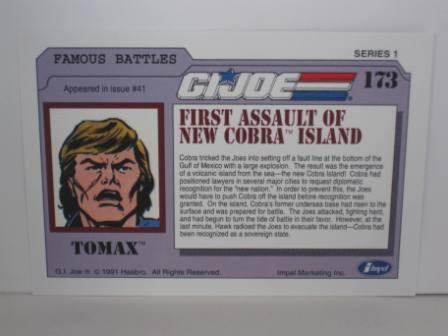 FAMOUS BATTLES
SERIES 1
Appeared in issue #41
G.I. JOE
173
FIRST ASSAULT OF
NEW COBRA™ ISLAND
Cobra tricked the Joes into setting off a fault line at the bottom of the
Gulf of Mexico with a large explosion. The result was the emergence
of a volcanic island from the sea—the new Cobra Island! Cobra had
positioned lawyers in several major cities to request diplomatic
recognition for the "new nation." In order to prevent this, the Joes
would have to push Cobra off the island before recognition was
granted. On the island, Cobra's former undersea base had risen to the
surface and was prepared for battle. The Joes attacked, fighting hard,
and had begun to turn the tide of battle in their favor. However, at the
last minute, Hawk radioed the Joes to evacuate the island—Cobra had
been recognized as a sovereign state.
TOMAX™
G.I. Joe ® © 1991 Hasbro. All Rights Reserved.
Impel Marketing Inc.
impel